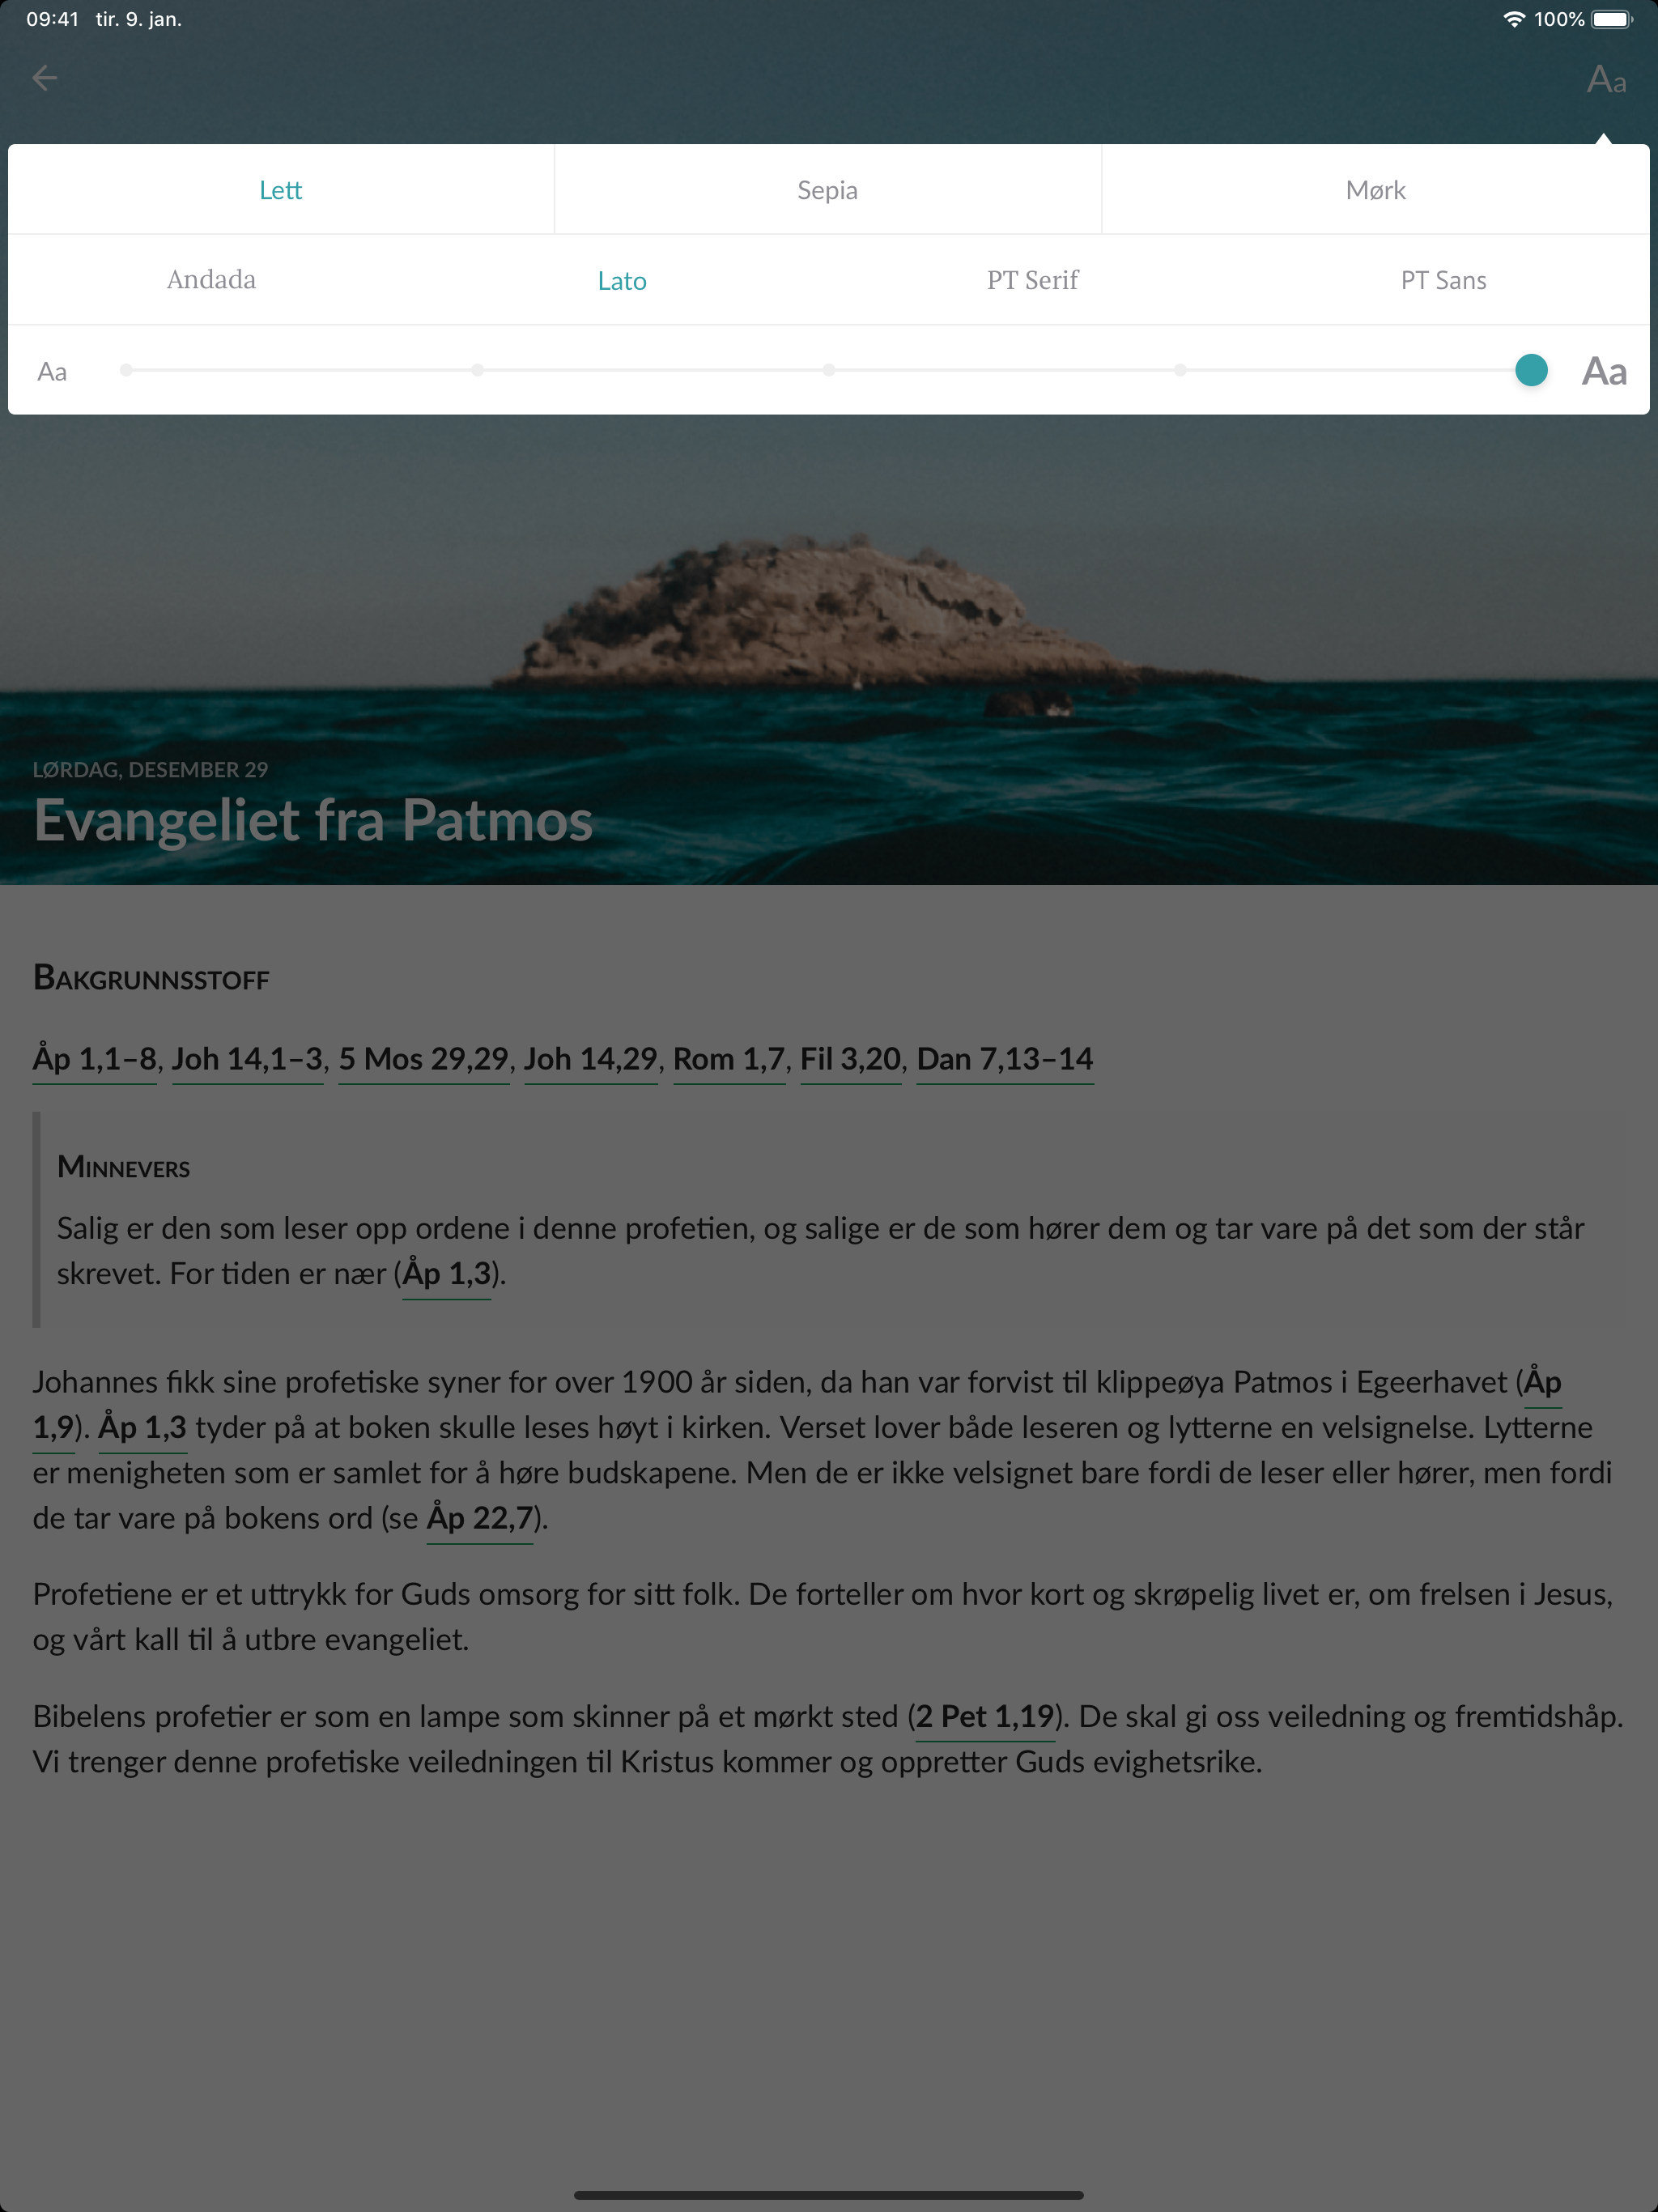 09:41 tir. 9. jan. 100%
Aa
Lett Sepia Mørk
Andada Lato PT Serif PT Sans
Aa Aa
LØRDAG, DESEMBER 29
Evangeliet fra Patmos
BAKGRUNNSSTOFF
Åp 1,1–8, Joh 14,1–3, 5 Mos 29,29, Joh 14,29, Rom 1,7, Fil 3,20, Dan 7,13–14
MINNEVERS
Salig er den som leser opp ordene i denne profetien, og salige er de som hører dem og tar vare på det som der står
skrevet. For tiden er nær (Åp 1,3).
Johannes fikk sine profetiske syner for over 1900 år siden, da han var forvist til klippeøya Patmos i Egeerhavet (Åp
1,9). Åp 1,3 tyder på at boken skulle leses høyt i kirken. Verset lover både leseren og lytterne en velsignelse. Lytterne
er menigheten som er samlet for å høre budskapene. Men de er ikke velsignet bare fordi de leser eller hører, men fordi
de tar vare på bokens ord (se Åp 22,7).
Profetiene er et uttrykk for Guds omsorg for sitt folk. De forteller om hvor kort og skrøpelig livet er, om frelsen i Jesus,
og vårt kall til å utbre evangeliet.
Bibelens profetier er som en lampe som skinner på et mørkt sted (2 Pet 1,19). De skal gi oss veiledning og fremtidshåp.
Vi trenger denne profetiske veiledningen til Kristus kommer og oppretter Guds evighetsrike.